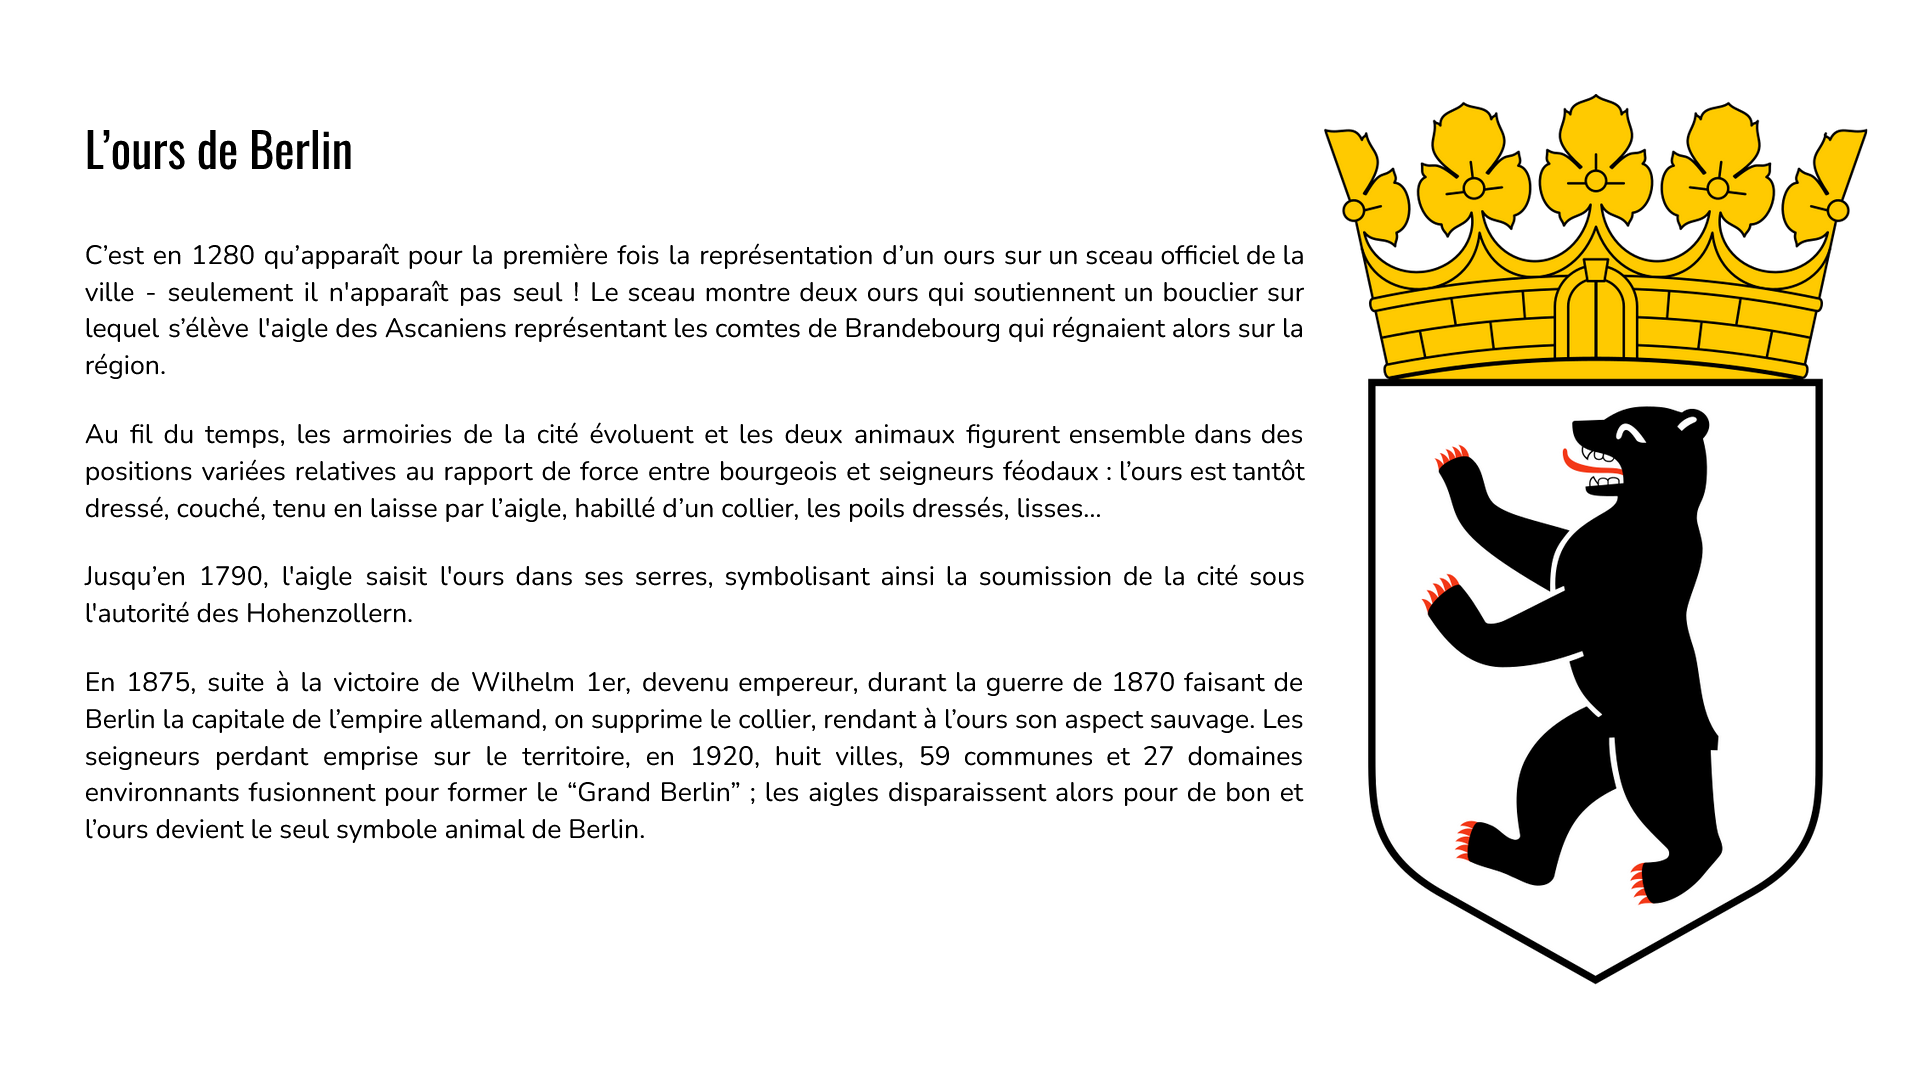 L’ours de Berlin
C’est en 1280 qu’apparaît pour la première fois la représentation d’un ours sur un sceau officiel de la
ville - seulement il n'apparaît pas seul ! Le sceau montre deux ours qui soutiennent un bouclier sur
lequel s’élève l'aigle des Ascaniens représentant les comtes de Brandebourg qui régnaient alors sur la
région.
Au fil du temps, les armoiries de la cité évoluent et les deux animaux figurent ensemble dans des
positions variées relatives au rapport de force entre bourgeois et seigneurs féodaux : l’ours est tantôt
dressé, couché, tenu en laisse par l’aigle, habillé d’un collier, les poils dressés, lisses...
Jusqu’en 1790, l'aigle saisit l'ours dans ses serres, symbolisant ainsi la soumission de la cité sous
l'autorité des Hohenzollern.
En 1875, suite à la victoire de Wilhelm 1er, devenu empereur, durant la guerre de 1870 faisant de
Berlin la capitale de l’empire allemand, on supprime le collier, rendant à l’ours son aspect sauvage. Les
seigneurs perdant emprise sur le territoire, en 1920, huit villes, 59 communes et 27 domaines
environnants fusionnent pour former le “Grand Berlin” ; les aigles disparaissent alors pour de bon et
l’ours devient le seul symbole animal de Berlin.